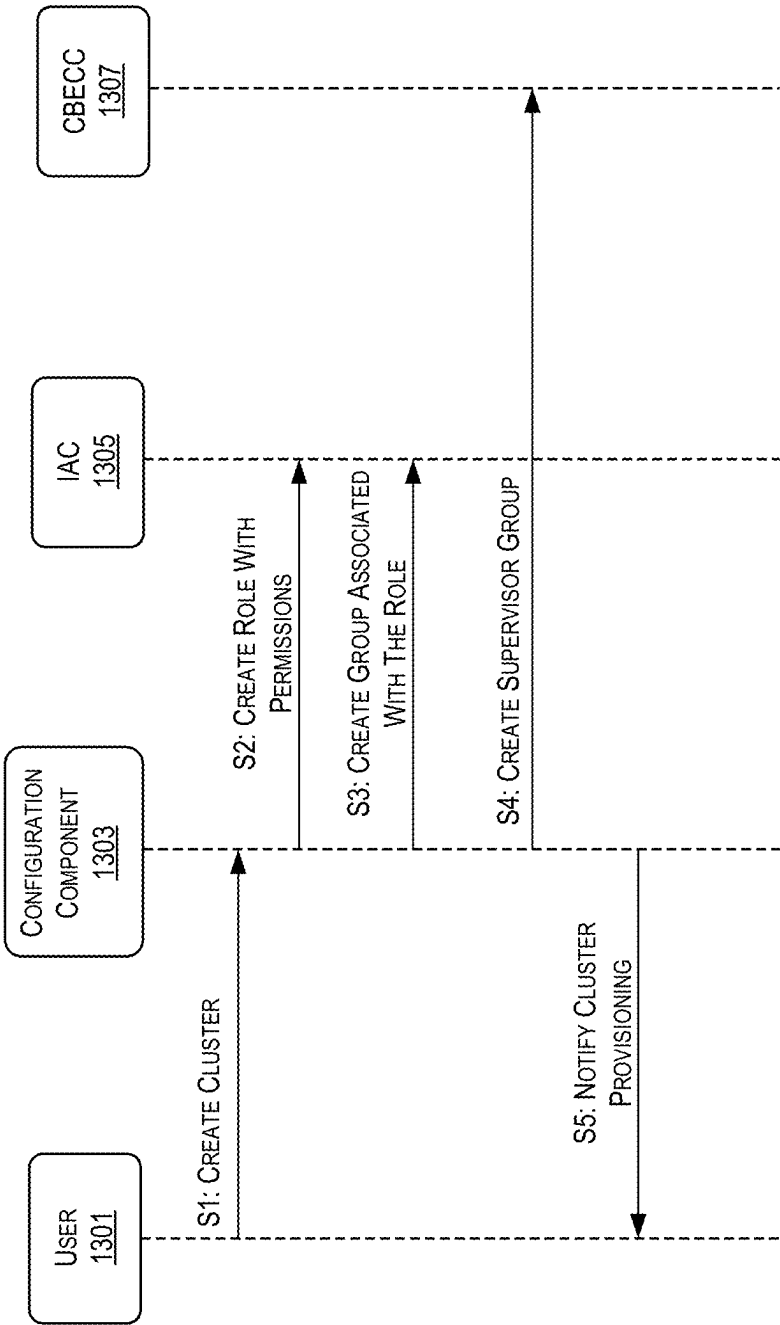 USER
1301
CONFIGURATION
COMPONENT
1303
IAC
1305
CBECC
1307
S1: CREATE CLUSTER
S2: CREATE ROLE WITH
PERMISSIONS
S3: CREATE GROUP ASSOCIATED
WITH THE ROLE
S4: CREATE SUPERVISOR GROUP
S5: NOTIFY CLUSTER
PROVISIONING